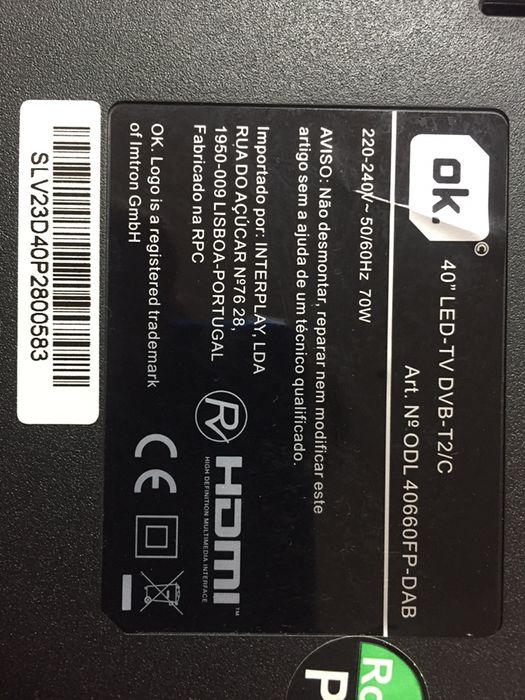 ok.
©
40" LED-TV DVB-T2/C
Art. Nº ODL 40660FP-DAB
220-240V~ 50/60Hz 70W
AVISO: Não desmontar, reparar nem modificar este
artigo sem a ajuda de um técnico qualificado.
Importado por: INTERPLAY, LDA
RUA DO AÇÚCAR Nº76 28,
1950-009 LISBOA-PORTUGAL
Fabricado na RPC
R
HDMI™
HIGH DEFINITION MULTIMEDIA INTERFACE
OK. Logo is a registered trademark
of Imtron GmbH
CE
SLV23D40P2800583